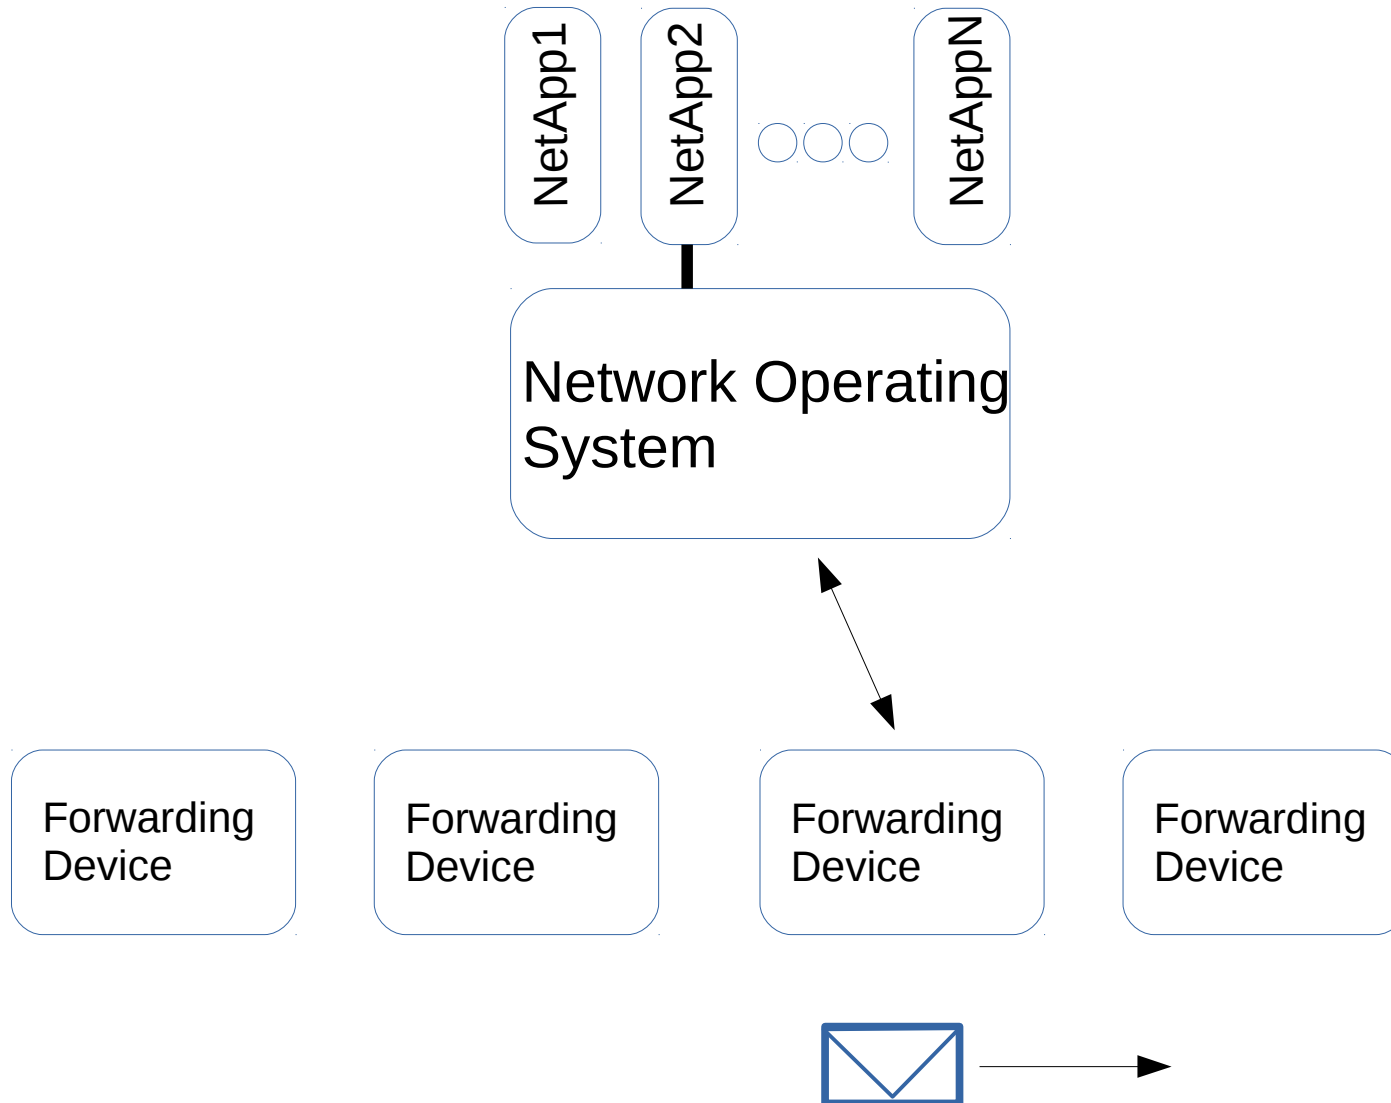 NetApp1
NetApp2
NetAppN
Network Operating
System
Forwarding
Device
Forwarding
Device
Forwarding
Device
Forwarding
Device